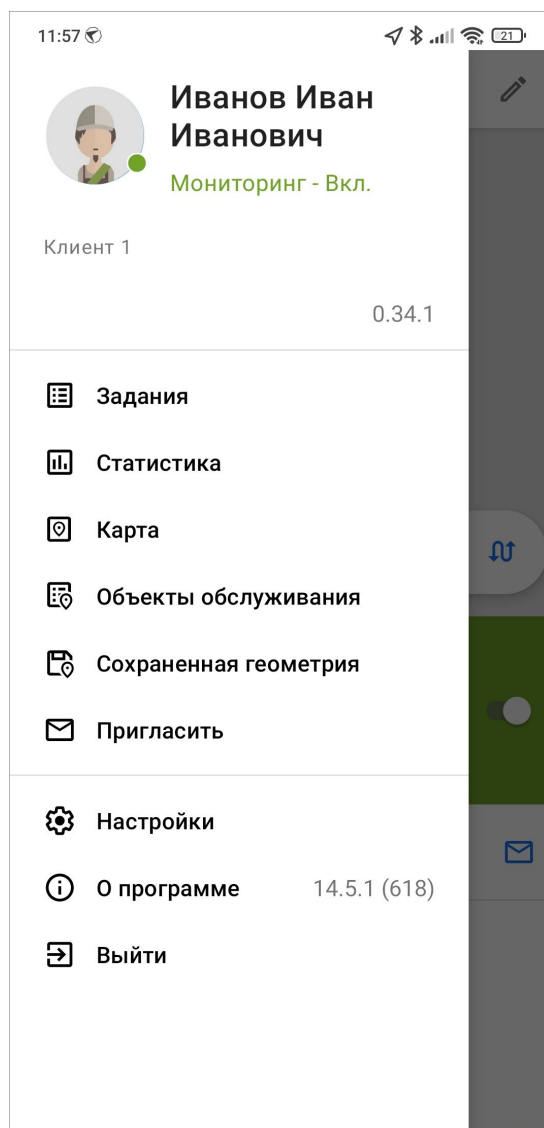 11:57
21
Иванов Иван
Иванович
Мониторинг - Вкл.
Клиент 1
0.34.1
Задания
Статистика
Карта
Объекты обслуживания
Сохраненная геометрия
Пригласить
Настройки
О программе 14.5.1 (618)
Выйти